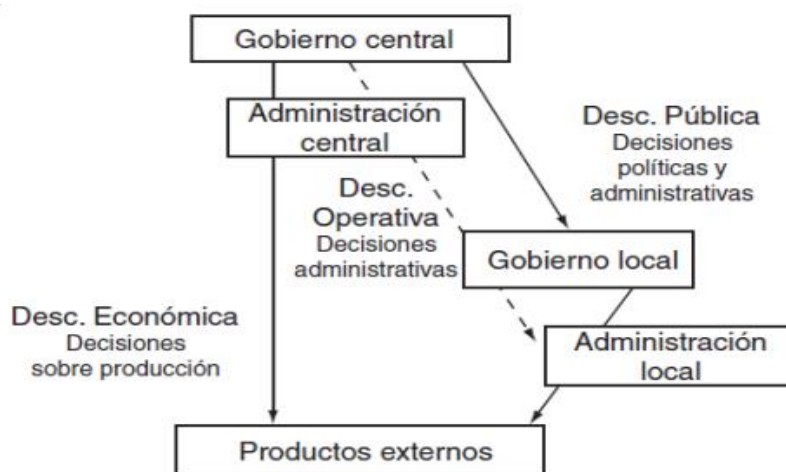 Gobierno central
Administración
central
Desc. Pública
Decisiones
políticas y
administrativas
Desc.
Operativa
Decisiones
administrativas
Gobierno local
Desc. Económica
Decisiones
sobre producción
Administración
local
Productos externos